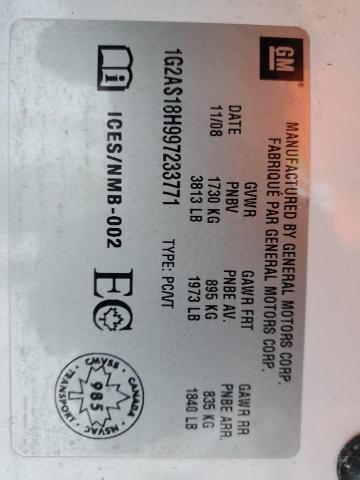 GM
MANUFACTURED BY GENERAL MOTORS CORP.
FABRIQUÉ PAR GENERAL MOTORS CORP.
DATE GVWR GAWR FRT GAWR RR
PNBV PNBE AV. PNBE ARR.
11/08 1730 KG 895 KG 835 KG
3813 LB 1973 LB 1840 LB
1G2AS18H997233771 TYPE: PC/VT
ICES/NMB-002
EC
CANADA
CMVSS
985
TRANSPORT
NSVAC